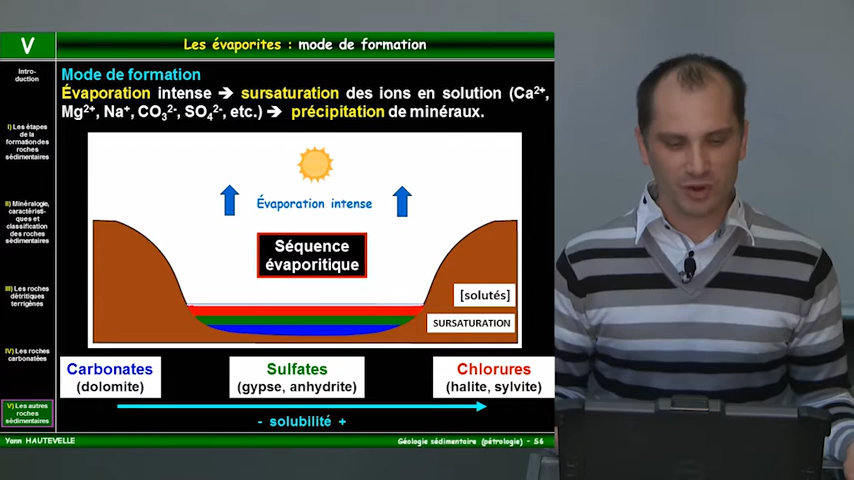 V
Les évaporites : mode de formation
Intro-
duction
I) Les étapes
de la
formation des
roches
sédimentaires
II) Minéralogie,
caractérist-
iques et
classification
des roches
sédimentaires
III) Les roches
détritiques
terrigènes
IV) Les roches
carbonatées
V) Les autres
roches
sédimentaires
Mode de formation
Évaporation intense ➔ sursaturation des ions en solution (Ca²⁺,
Mg²⁺, Na⁺, CO₃²⁻, SO₄²⁻, etc.) ➔ précipitation de minéraux.
Évaporation intense
Séquence
évaporitique
[solutés]
SURSATURATION
Carbonates
(dolomite)
Sulfates
(gypse, anhydrite)
Chlorures
(halite, sylvite)
- solubilité +
Yann HAUTEVELLE
Géologie sédimentaire (pétrologie) - 56